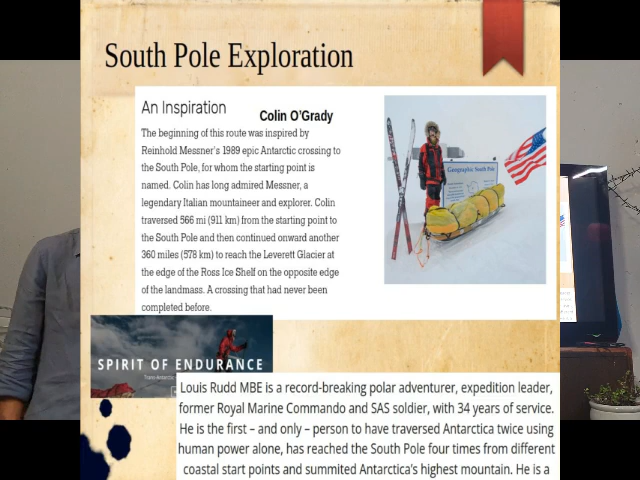 South Pole Exploration
An Inspiration
Colin O'Grady
The beginning of this route was inspired by
Reinhold Messner's 1989 epic Antarctic crossing to
the South Pole, for whom the starting point is
named. Colin has long admired Messner, a
legendary Italian mountaineer and explorer. Colin
traversed 566 mi (911 km) from the starting point to
the South Pole and then continued onward another
360 miles (578 km) to reach the Leverett Glacier at
the edge of the Ross Ice Shelf on the opposite edge
of the landmass. A crossing that had never been
completed before.
Geographic South Pole
SPIRIT OF ENDURANCE
Louis Rudd MBE is a record-breaking polar adventurer, expedition leader,
former Royal Marine Commando and SAS soldier, with 34 years of service.
He is the first – and only – person to have traversed Antarctica twice using
human power alone, has reached the South Pole four times from different
coastal start points and summited Antarctica's highest mountain. He is a